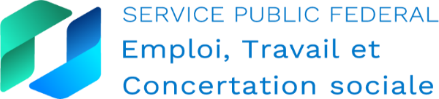 SERVICE PUBLIC FEDERAL
Emploi, Travail et
Concertation sociale